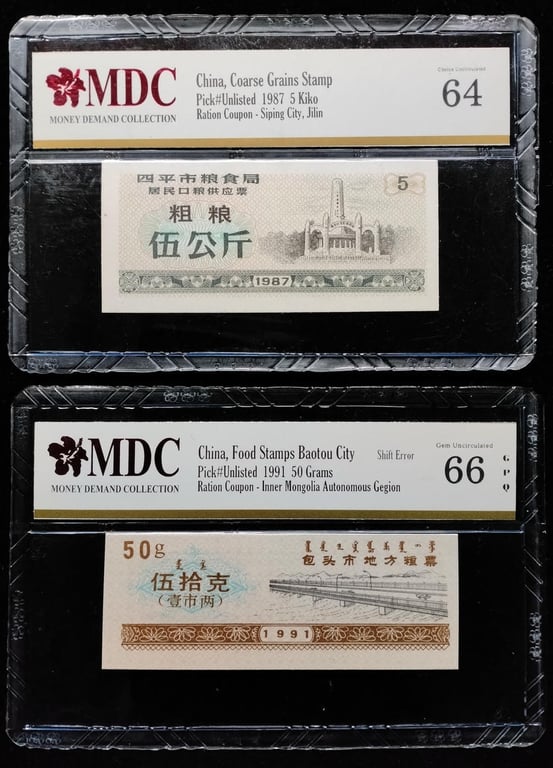 MDC
MONEY DEMAND COLLECTION
China, Coarse Grains Stamp
Pick#Unlisted 1987 5 Kiko
Ration Coupon - Siping City, Jilin
Choice Uncirculated
64
四平市粮食局
居民口粮供应票
粗粮
伍公斤
5
1987
MDC
MONEY DEMAND COLLECTION
China, Food Stamps Baotou City
Shift Error
Pick#Unlisted 1991 50 Grams
Ration Coupon - Inner Mongolia Autonomous Gegion
Gem Uncirculated
66
GPQ
50g
伍拾克
(壹市两)
包头市地方粮票
1991